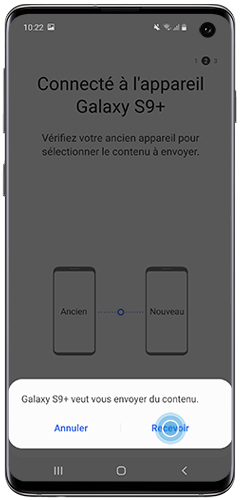 10:22
1 2 3
Connecté à l'appareil
Galaxy S9+
Vérifiez votre ancien appareil pour
sélectionner le contenu à envoyer.
Ancien
Nouveau
Galaxy S9+ veut vous envoyer du contenu.
Annuler
Recevoir